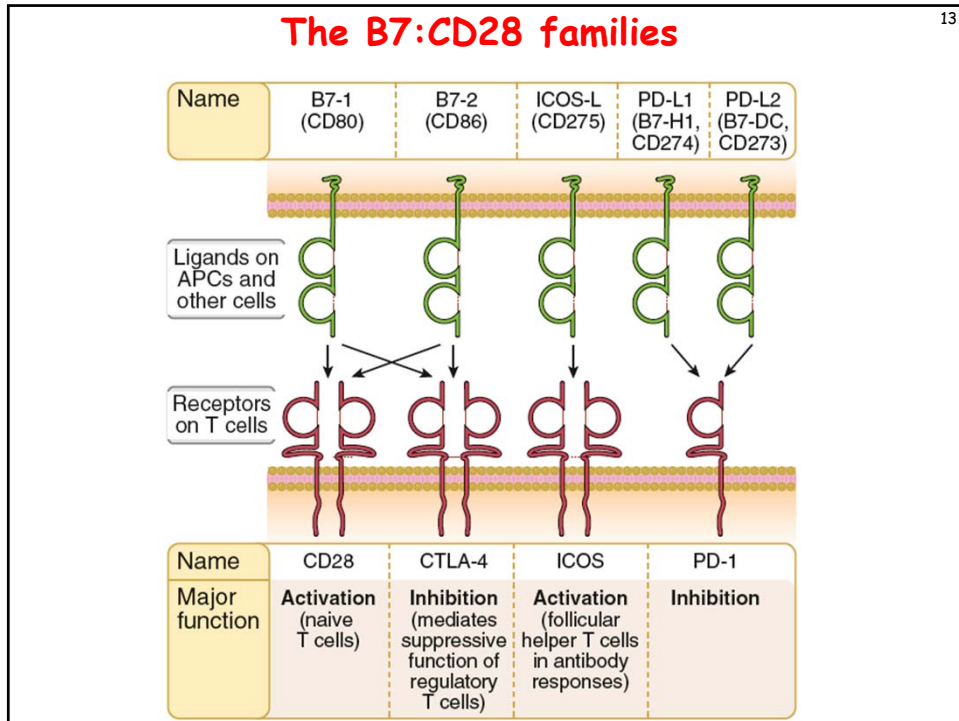 The B7:CD28 families
13
Name
B7-1
(CD80)
B7-2
(CD86)
ICOS-L
(CD275)
PD-L1
(B7-H1,
CD274)
PD-L2
(B7-DC,
CD273)
Ligands on
APCs and
other cells
Receptors
on T cells
Name
CD28
CTLA-4
ICOS
PD-1
Major
function
Activation
(naive
T cells)
Inhibition
(mediates
suppressive
function of
regulatory
T cells)
Activation
(follicular
helper T cells
in antibody
responses)
Inhibition